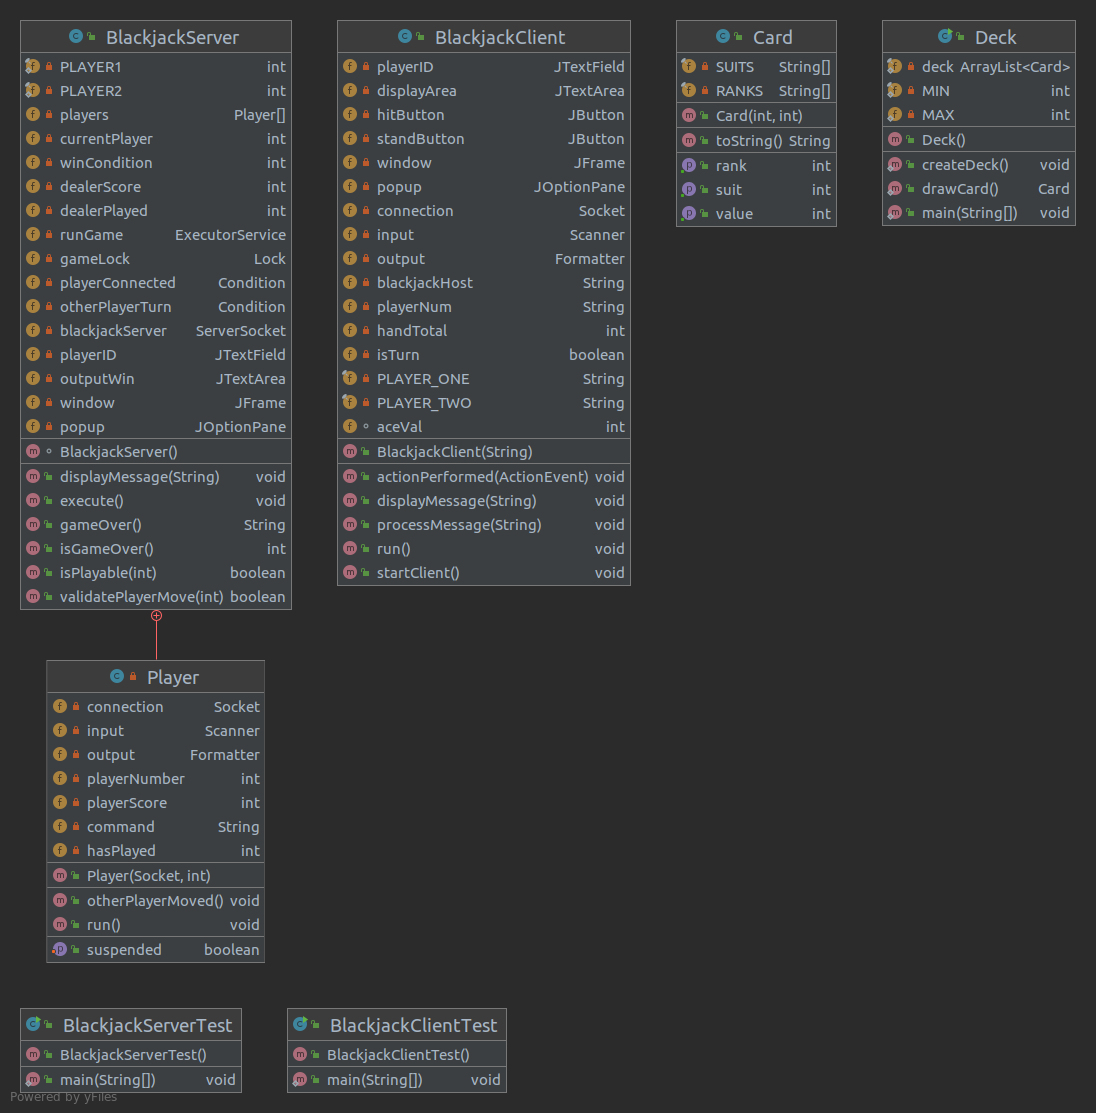 BlackjackServer
PLAYER1 int
PLAYER2 int
players Player[]
currentPlayer int
winCondition int
dealerScore int
dealerPlayed int
runGame ExecutorService
gameLock Lock
playerConnected Condition
otherPlayerTurn Condition
blackjackServer ServerSocket
playerID JTextField
outputWin JTextArea
window JFrame
popup JOptionPane
BlackjackServer()
displayMessage(String) void
execute() void
gameOver() String
isGameOver() int
isPlayable(int) boolean
validatePlayerMove(int) boolean
BlackjackClient
playerID JTextField
displayArea JTextArea
hitButton JButton
standButton JButton
window JFrame
popup JOptionPane
connection Socket
input Scanner
output Formatter
blackjackHost String
playerNum String
handTotal int
isTurn boolean
PLAYER_ONE String
PLAYER_TWO String
aceVal int
BlackjackClient(String)
actionPerformed(ActionEvent) void
displayMessage(String) void
processMessage(String) void
run() void
startClient() void
Card
SUITS String[]
RANKS String[]
Card(int, int)
toString() String
rank int
suit int
value int
Deck
deck ArrayList<Card>
MIN int
MAX int
Deck()
createDeck() void
drawCard() Card
main(String[]) void
Player
connection Socket
input Scanner
output Formatter
playerNumber int
playerScore int
command String
hasPlayed int
Player(Socket, int)
otherPlayerMoved() void
run() void
suspended boolean
BlackjackServerTest
BlackjackServerTest()
main(String[]) void
BlackjackClientTest
BlackjackClientTest()
main(String[]) void
Powered by yFiles